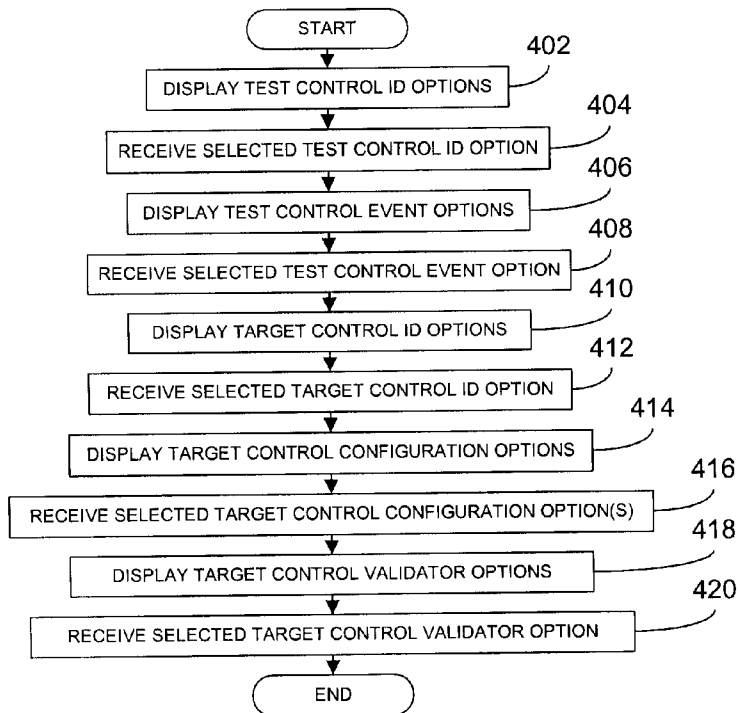 START
402
DISPLAY TEST CONTROL ID OPTIONS
404
RECEIVE SELECTED TEST CONTROL ID OPTION
406
DISPLAY TEST CONTROL EVENT OPTIONS
408
RECEIVE SELECTED TEST CONTROL EVENT OPTION
410
DISPLAY TARGET CONTROL ID OPTIONS
412
RECEIVE SELECTED TARGET CONTROL ID OPTION
414
DISPLAY TARGET CONTROL CONFIGURATION OPTIONS
416
RECEIVE SELECTED TARGET CONTROL CONFIGURATION OPTION(S)
418
DISPLAY TARGET CONTROL VALIDATOR OPTIONS
420
RECEIVE SELECTED TARGET CONTROL VALIDATOR OPTION
END